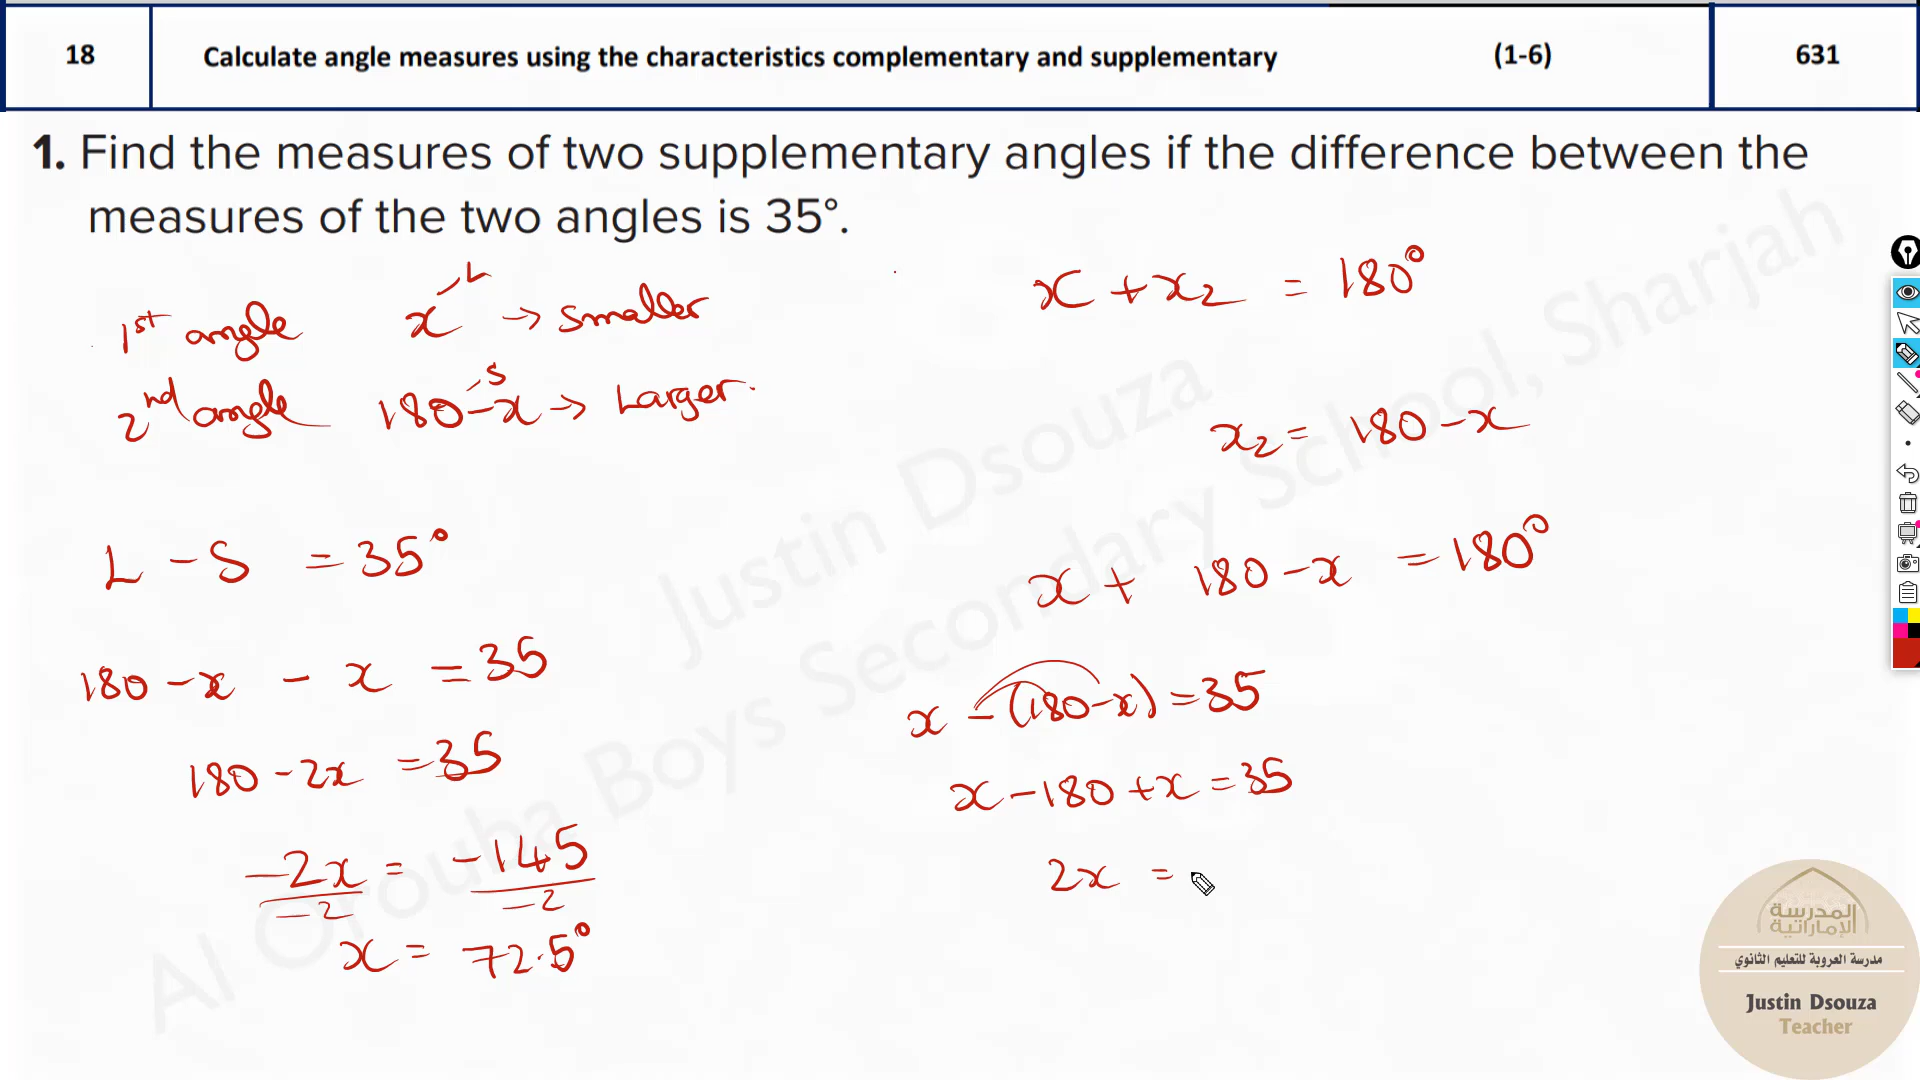 18 Calculate angle measures using the characteristics complementary and supplementary (1-6) 631
1. Find the measures of two supplementary angles if the difference between the
measures of the two angles is 35°.
1st angle x → smaller
L
2nd angle 180 - x → Larger.
S
L - S = 35°
180 - x - x = 35
180 - 2x = 35
-2x = -145
-2 -2
x = 72.5°
x + x2 = 180°
x2 = 180 - x
x + 180 - x = 180°
x - (180 - x) = 35
x - 180 + x = 35
2x =
Justin Dsouza
Al Orouba Boys Secondary School, Sharjah
المدرسة
الإماراتية
مدرسة العروبة للتعليم الثانوي
Justin Dsouza
Teacher